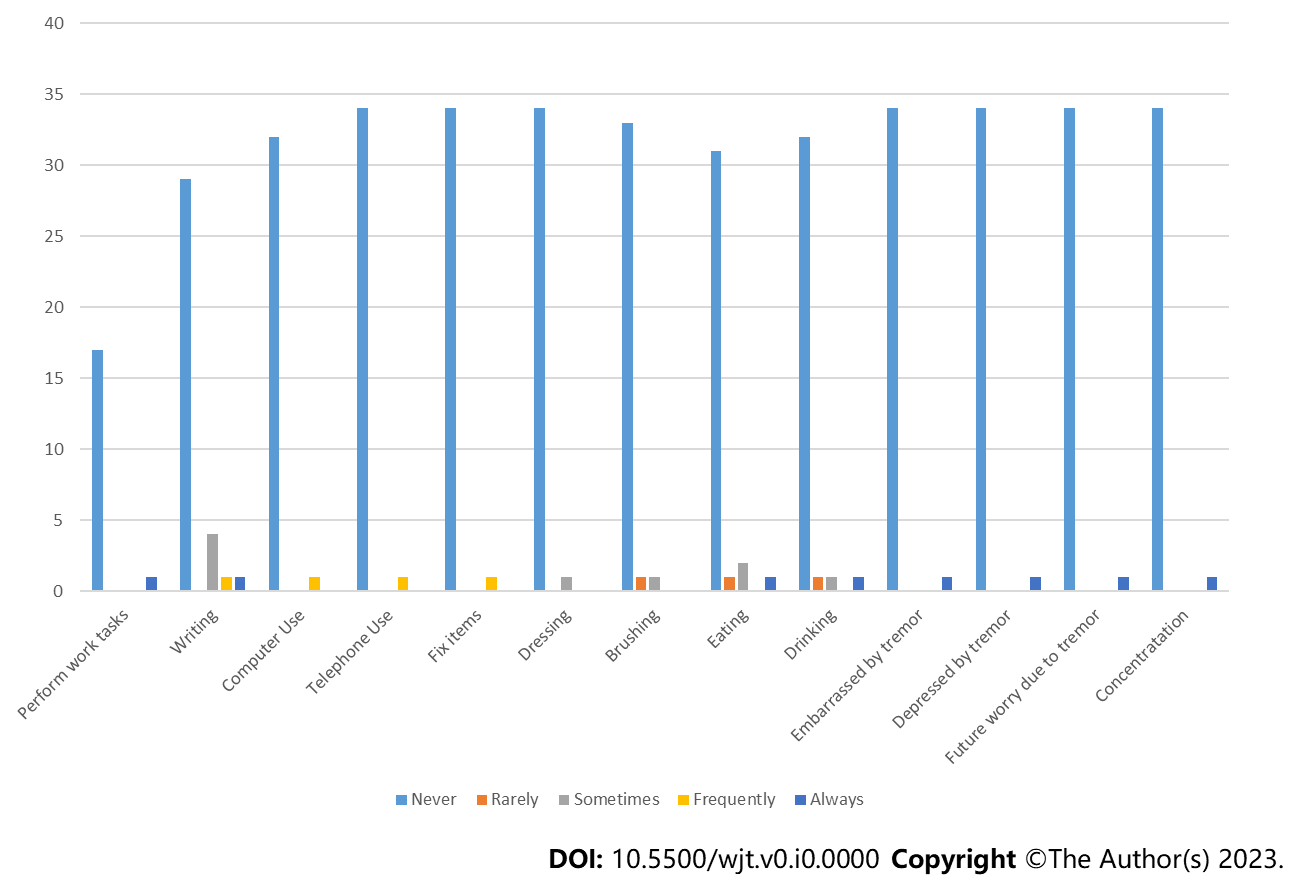 40
35
30
25
20
15
10
5
0
Perform work tasks
Writing
Computer Use
Telephone Use
Fix items
Dressing
Brushing
Eating
Drinking
Embarrassed by tremor
Depressed by tremor
Future worry due to tremor
Concentratation
Never Rarely Sometimes Frequently Always
DOI: 10.5500/wjt.v0.i0.0000 Copyright ©The Author(s) 2023.